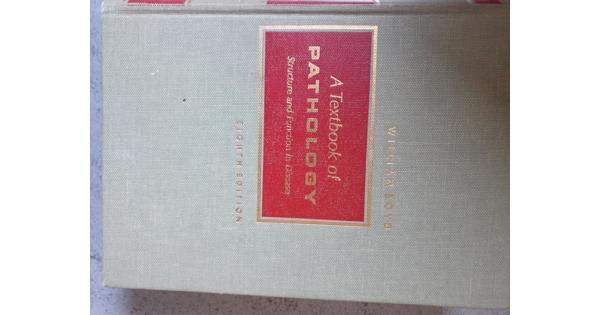 WILLIAM BOYD
A Textbook of
PATHOLOGY
Structure and Function in Disease
EIGHTH EDITION